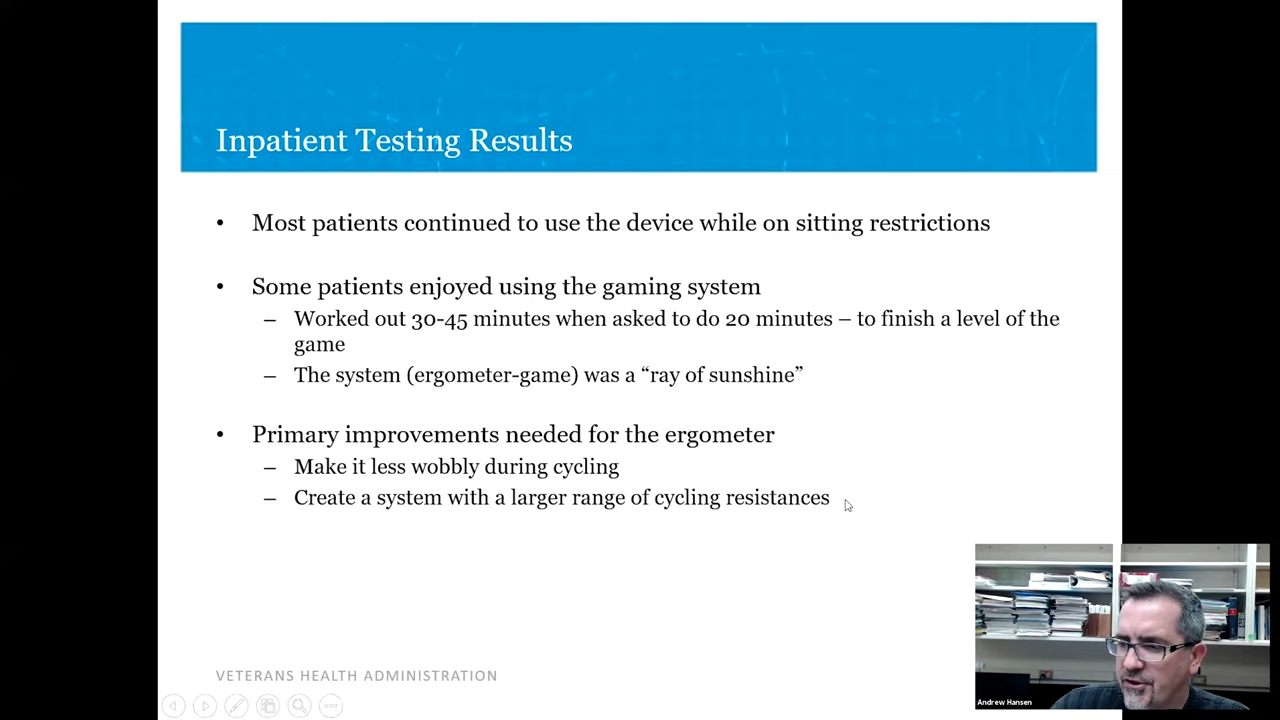 Inpatient Testing Results
• Most patients continued to use the device while on sitting restrictions
• Some patients enjoyed using the gaming system
– Worked out 30-45 minutes when asked to do 20 minutes – to finish a level of the
game
– The system (ergometer-game) was a “ray of sunshine”
• Primary improvements needed for the ergometer
– Make it less wobbly during cycling
– Create a system with a larger range of cycling resistances
VETERANS HEALTH ADMINISTRATION
Andrew Hansen